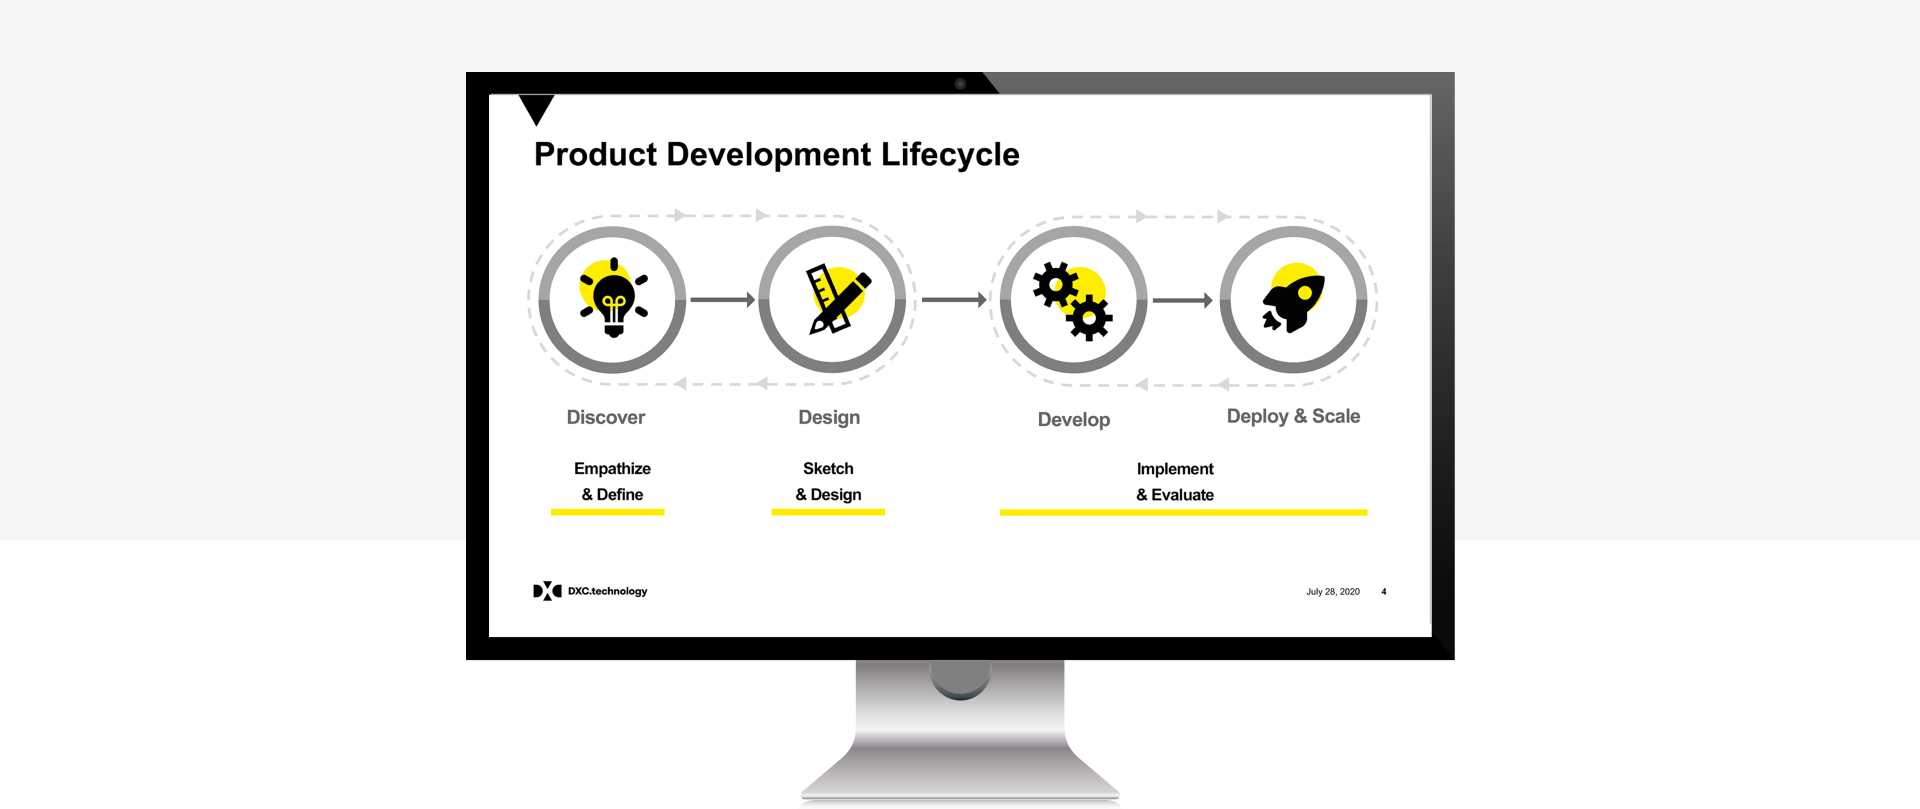 Product Development Lifecycle
Discover
Design
Develop
Deploy & Scale
Empathize
& Define
Sketch
& Design
Implement
& Evaluate
DXC.technology
July 28, 2020
4